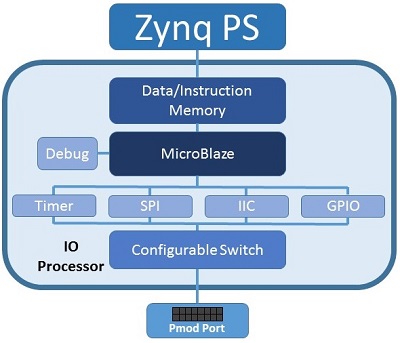 Zynq PS
Data/Instruction
Memory
Debug
MicroBlaze
Timer
SPI
IIC
GPIO
IO
Processor
Configurable Switch
Pmod Port